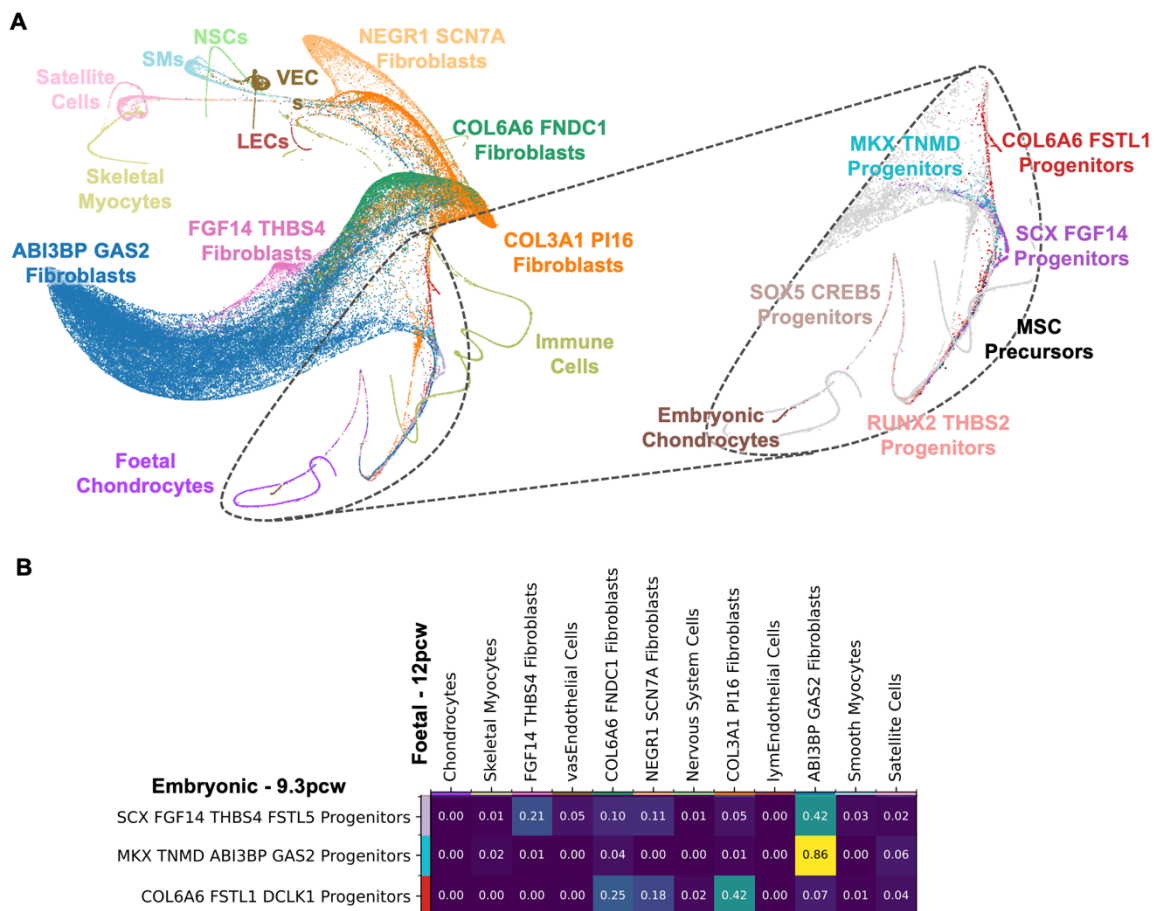 A
NSCs
SMs
Satellite
Cells
VEC
s
LECs
NEGR1 SCN7A
Fibroblasts
COL6A6 FNDC1
Fibroblasts
Skeletal
Myocytes
FGF14 THBS4
Fibroblasts
ABI3BP GAS2
Fibroblasts
COL3A1 PI16
Fibroblasts
Immune
Cells
Foetal
Chondrocytes
MKX TNMD
Progenitors
COL6A6 FSTL1
Progenitors
SCX FGF14
Progenitors
SOX5 CREB5
Progenitors
MSC
Precursors
Embryonic
Chondrocytes
RUNX2 THBS2
Progenitors
B
Foetal - 12pcw
Chondrocytes
Skeletal Myocytes
FGF14 THBS4 Fibroblasts
vasEndothelial Cells
COL6A6 FNDC1 Fibroblasts
NEGR1 SCN7A Fibroblasts
Nervous System Cells
COL3A1 PI16 Fibroblasts
lymEndothelial Cells
ABI3BP GAS2 Fibroblasts
Smooth Myocytes
Satellite Cells
Embryonic - 9.3pcw
SCX FGF14 THBS4 FSTL5 Progenitors 0.00 0.01 0.21 0.05 0.10 0.11 0.01 0.05 0.00 0.42 0.03 0.02
MKX TNMD ABI3BP GAS2 Progenitors 0.00 0.02 0.01 0.00 0.04 0.00 0.00 0.01 0.00 0.86 0.00 0.06
COL6A6 FSTL1 DCLK1 Progenitors 0.00 0.00 0.00 0.00 0.25 0.18 0.02 0.42 0.00 0.07 0.01 0.04